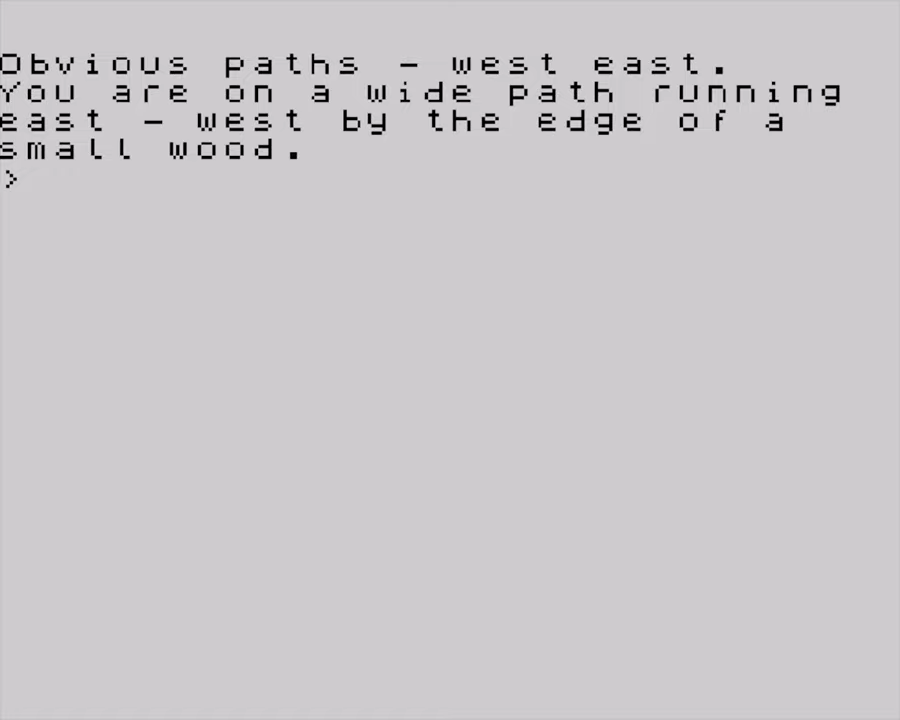 Obvious paths - west east.
You are on a wide path running
east - west by the edge of a
small wood.
>